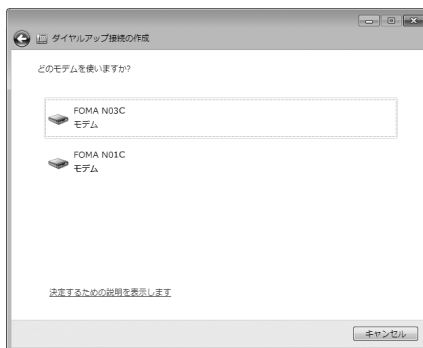 ダイヤルアップ接続の作成
どのモデムを使いますか?
FOMA N03C
モデム
FOMA N01C
モデム
決定するための説明を表示します
キャンセル